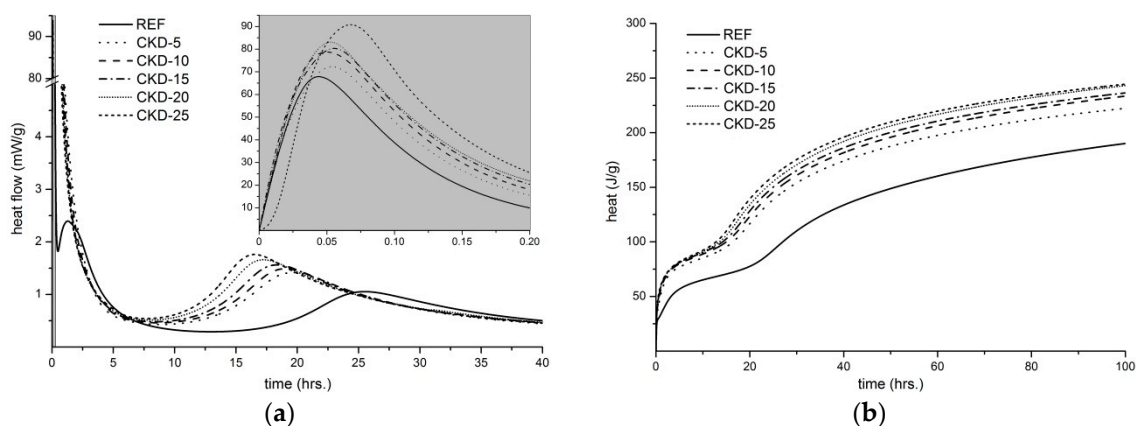 REF
CKD-5
CKD-10
CKD-15
CKD-20
CKD-25
heat flow (mW/g)
90
80
4
3
2
1
0 5 10 15 20 25 30 35 40
time (hrs.)
90
80
70
60
50
40
30
20
10
0 0.05 0.10 0.15 0.20
(a)
REF
CKD-5
CKD-10
CKD-15
CKD-20
CKD-25
heat (J/g)
300
250
200
150
100
50
0 20 40 60 80 100
time (hrs.)
(b)